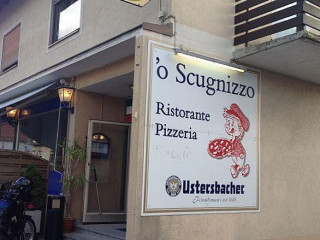 'o Scugnizzo
Ristorante
Pizzeria
Ustersbacher